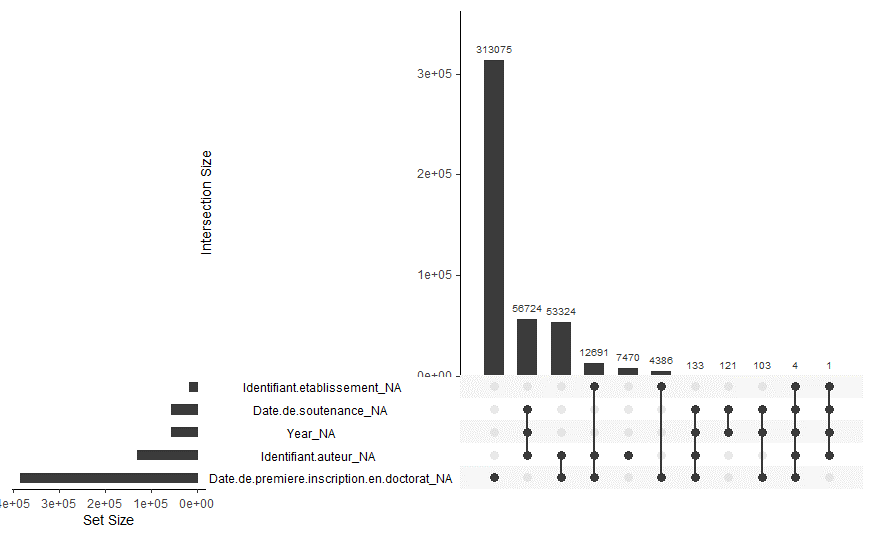 313075
3e+05
2e+05
Intersection Size
1e+05
56724
53324
12691
7470
4386
133
121
103
4
1
0e+00
Identifiant.etablissement_NA
Date.de.soutenance_NA
Year_NA
Identifiant.auteur_NA
Date.de.premiere.inscription.en.doctorat_NA
4e+05 3e+05 2e+05 1e+05 0e+00
Set Size